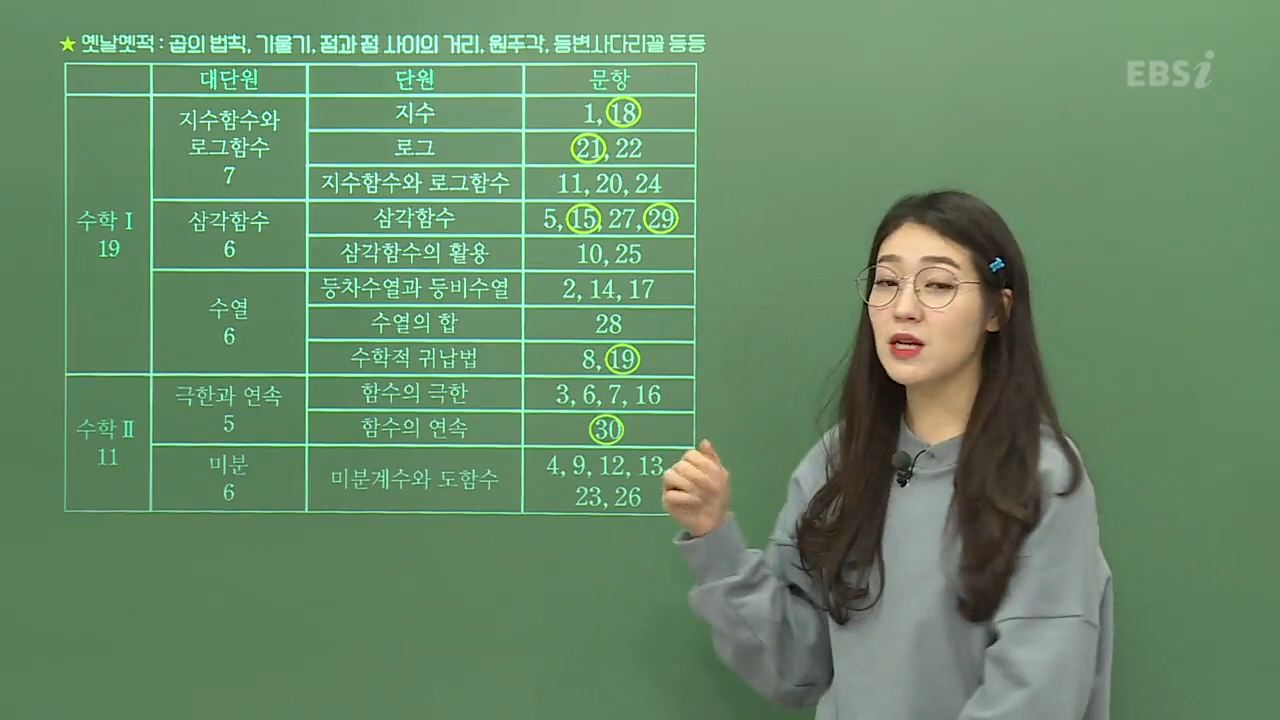 ★ 옛날옛적 : 곱의 법칙, 기울기, 점과 점 사이의 거리, 원주각, 등변사다리꼴 등등
EBSi
대단원 단원 문항
수학 I
19
지수함수와
로그함수
7
지수 1, 18
로그 21, 22
지수함수와 로그함수 11, 20, 24
삼각함수
6
삼각함수 5, 15, 27, 29
삼각함수의 활용 10, 25
수열
6
등차수열과 등비수열 2, 14, 17
수열의 합 28
수학적 귀납법 8, 19
수학 II
11
극한과 연속
5
함수의 극한 3, 6, 7, 16
함수의 연속 30
미분
6
미분계수와 도함수 4, 9, 12, 13
23, 26